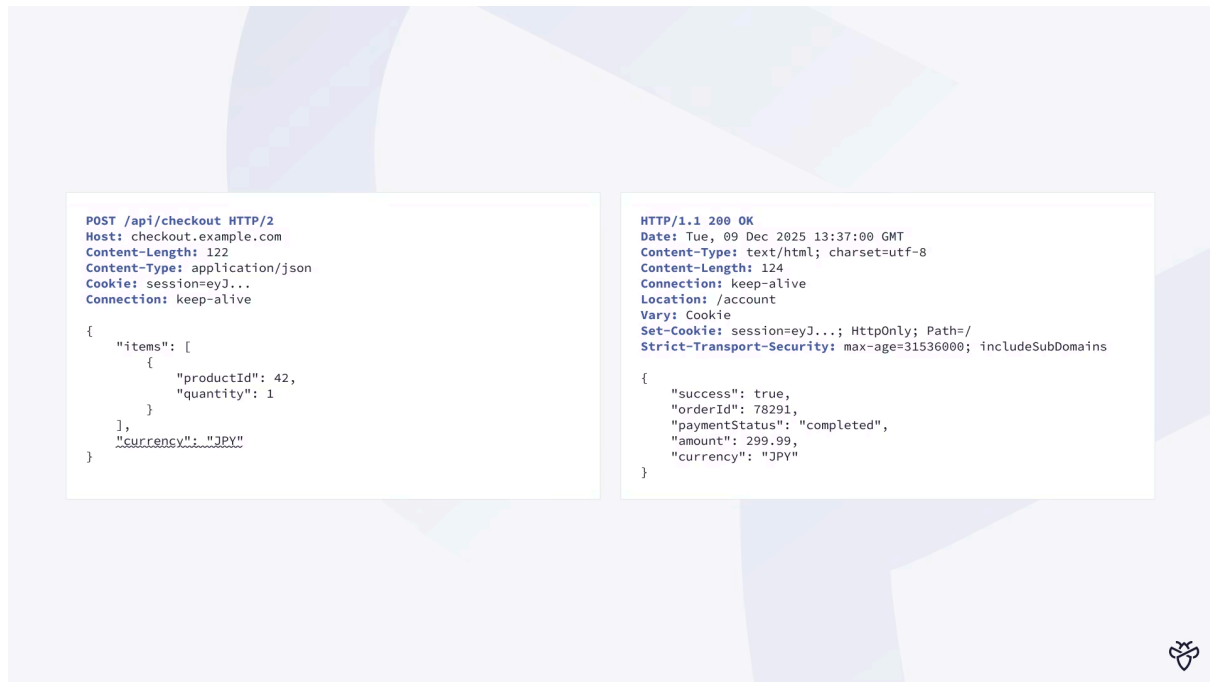 POST /api/checkout HTTP/2
Host: checkout.example.com
Content-Length: 122
Content-Type: application/json
Cookie: session=eyJ...
Connection: keep-alive
{
    "items": [
        {
            "productId": 42,
            "quantity": 1
        }
    ],
    "currency": "JPY"
}
HTTP/1.1 200 OK
Date: Tue, 09 Dec 2025 13:37:00 GMT
Content-Type: text/html; charset=utf-8
Content-Length: 124
Connection: keep-alive
Location: /account
Vary: Cookie
Set-Cookie: session=eyJ...; HttpOnly; Path=/
Strict-Transport-Security: max-age=31536000; includeSubDomains
{
    "success": true,
    "orderId": 78291,
    "paymentStatus": "completed",
    "amount": 299.99,
    "currency": "JPY"
}